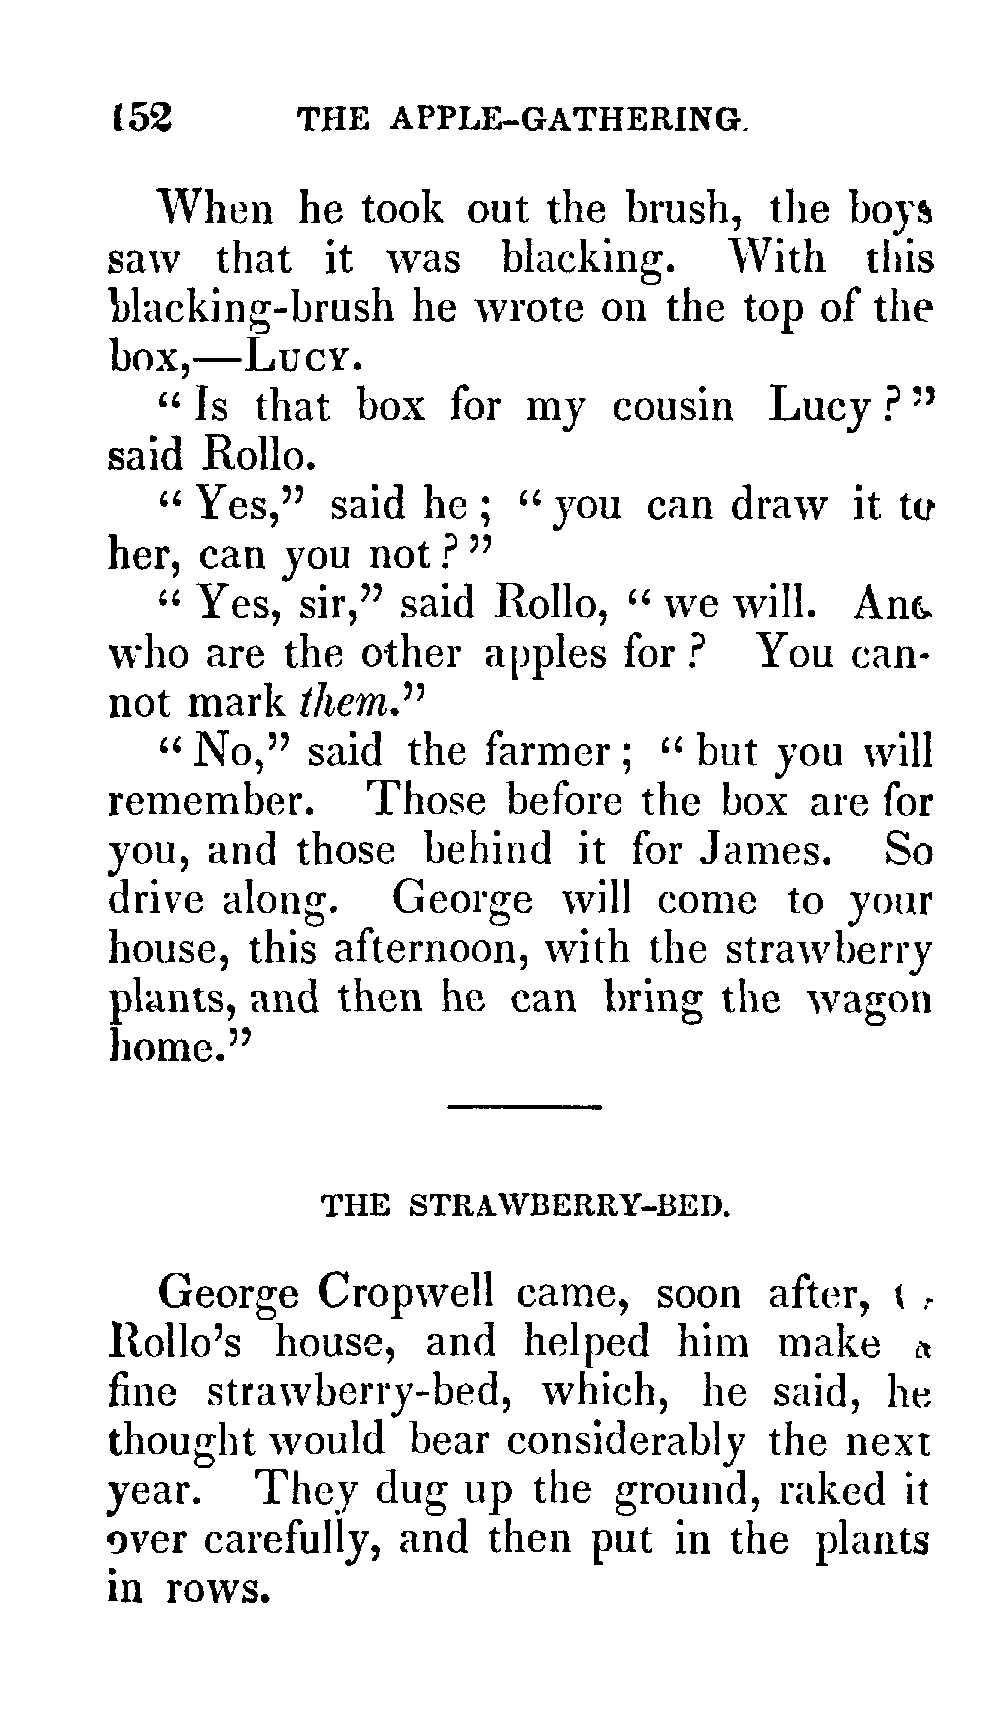 152 THE APPLE-GATHERING.
When he took out the brush, the boys
saw that it was blacking. With this
blacking-brush he wrote on the top of the
box,—LUCY.
"Is that box for my cousin Lucy?"
said Rollo.
"Yes," said he; "you can draw it to
her, can you not?"
"Yes, sir," said Rollo, "we will. And
who are the other apples for? You can-
not mark them."
"No," said the farmer; "but you will
remember. Those before the box are for
you, and those behind it for James. So
drive along. George will come to your
house, this afternoon, with the strawberry
plants, and then he can bring the wagon
home."
THE STRAWBERRY-BED.
George Cropwell came, soon after,
Rollo's house, and helped him make a
fine strawberry-bed, which, he said, he
thought would bear considerably the next
year. They dug up the ground, raked it
over carefully, and then put in the plants
in rows.